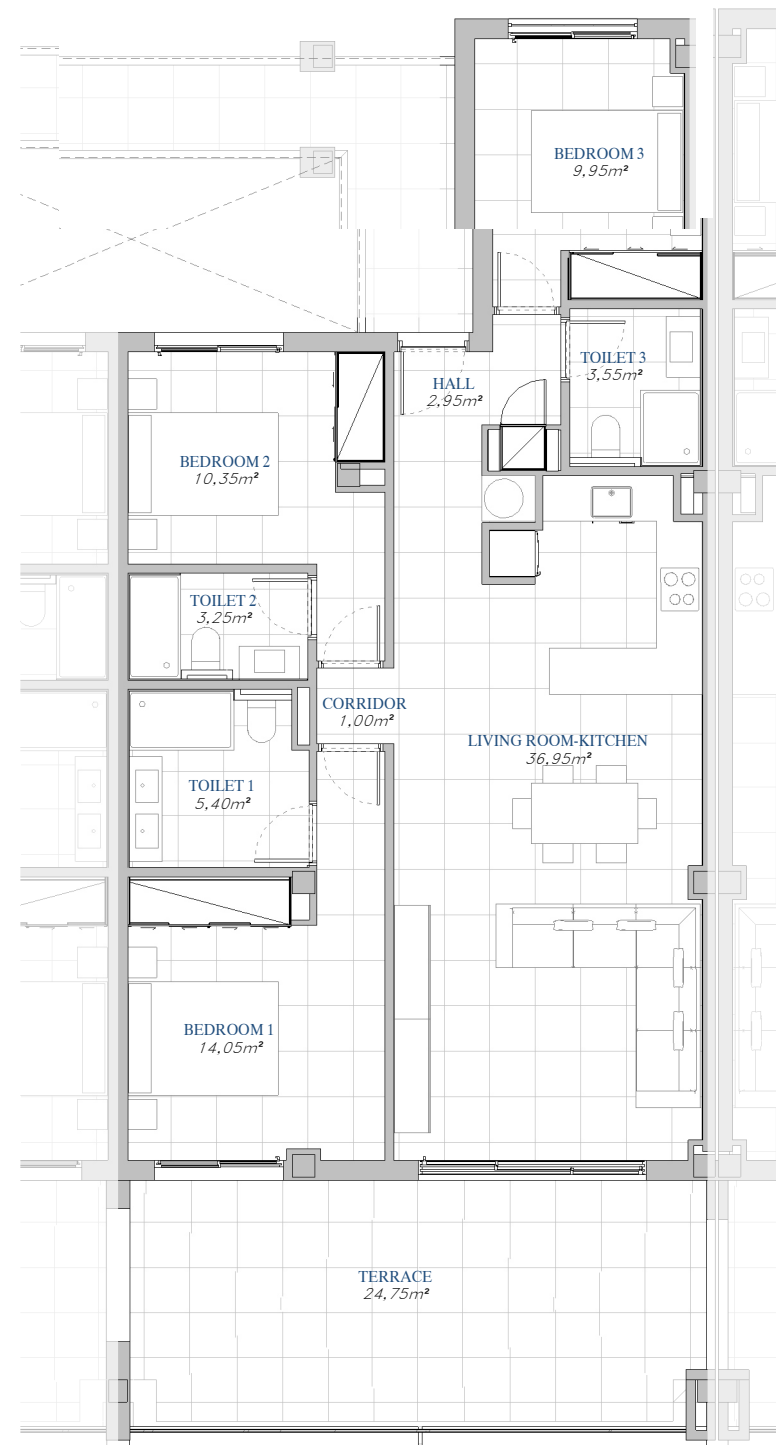 BEDROOM 3
9,95m²
TOILET 3
3,55m²
HALL
2,95m²
BEDROOM 2
10,35m²
TOILET 2
3,25m²
CORRIDOR
1,00m²
LIVING ROOM-KITCHEN
36,95m²
TOILET 1
5,40m²
BEDROOM 1
14,05m²
TERRACE
24,75m²